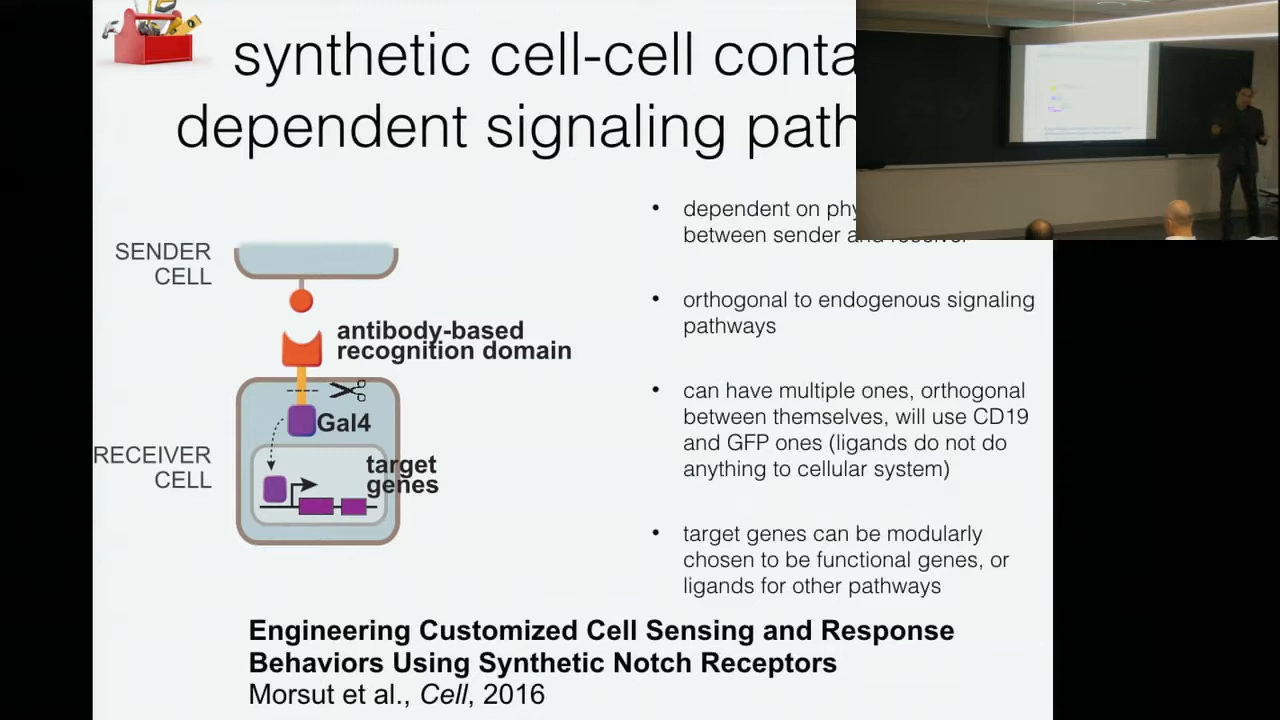 synthetic cell-cell
dependent signaling
SENDER
CELL
antibody-based
recognition domain
Gal4
RECEIVER
CELL
target
genes
• dependent on
between sender and receiver
• orthogonal to endogenous signaling
pathways
• can have multiple ones, orthogonal
between themselves, will use CD19
and GFP ones (ligands do not do
anything to cellular system)
• target genes can be modularly
chosen to be functional genes, or
ligands for other pathways
Engineering Customized Cell Sensing and Response
Behaviors Using Synthetic Notch Receptors
Morsut et al., Cell, 2016